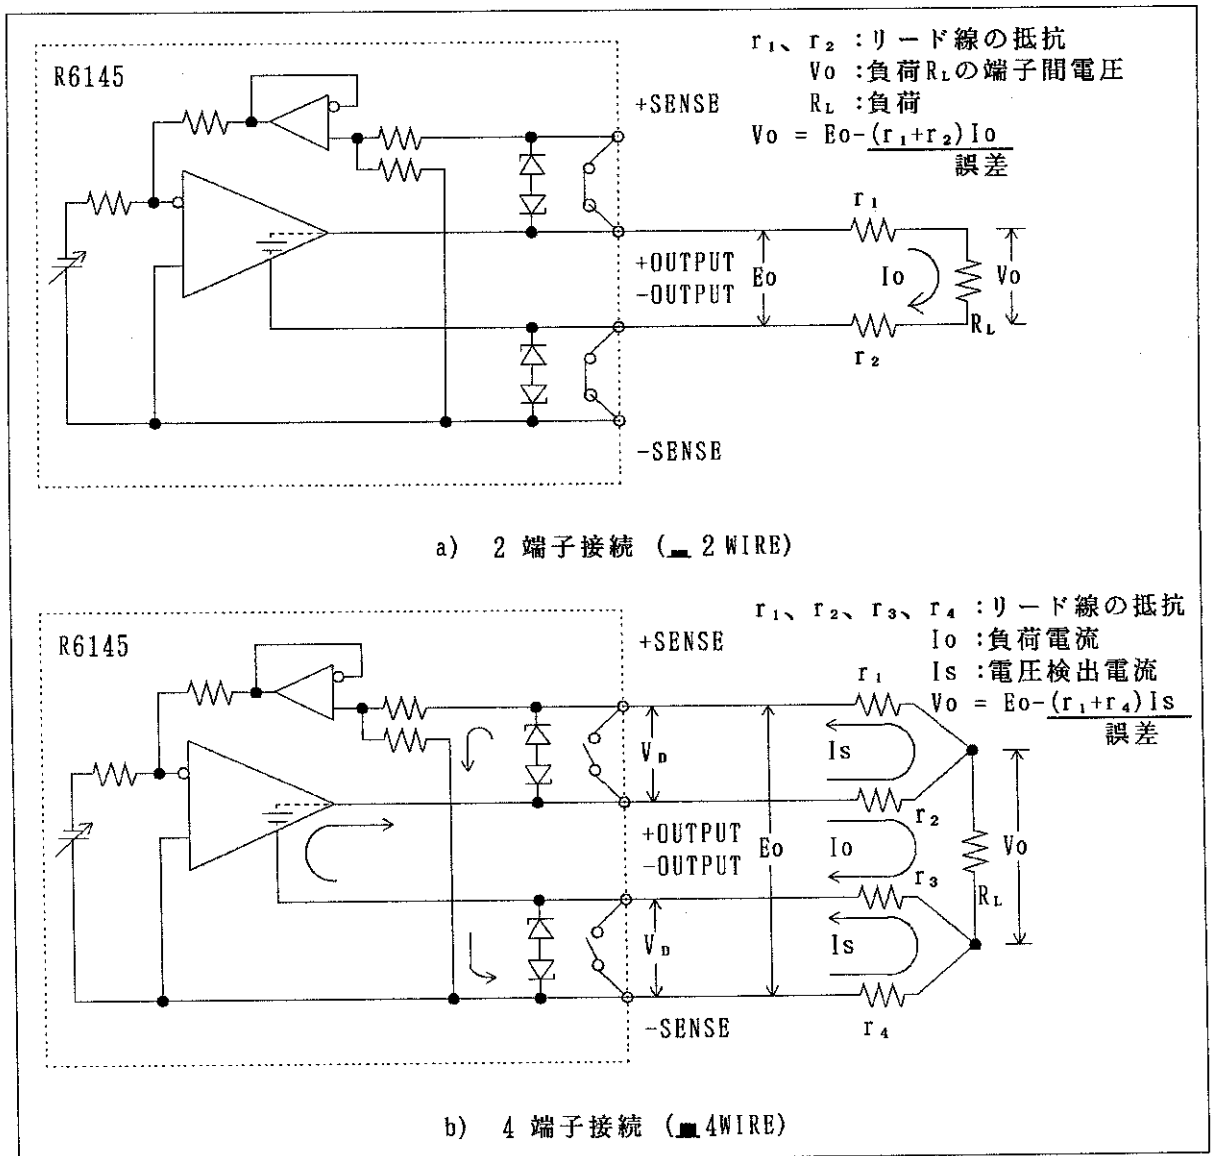 R6145
+SENSE
r₁、r₂ :リード線の抵抗
Vo :負荷RLの端子間電圧
RL :負荷
Vo = Eo-(r₁+r₂)Io
誤差
r₁
+OUTPUT
-OUTPUT
Eo
Io
Vo
RL
r₂
-SENSE
a) 2 端子接続 (▄ 2 WIRE)
R6145
+SENSE
r₁、r₂、r₃、r₄ :リード線の抵抗
Io :負荷電流
Is :電圧検出電流
Vo = Eo-(r₁+r₄)Is
誤差
r₁
VD
Is
r₂
+OUTPUT
-OUTPUT
Eo
Io
Vo
r₃
RL
VD
Is
-SENSE
r₄
b) 4 端子接続 (▄ 4WIRE)